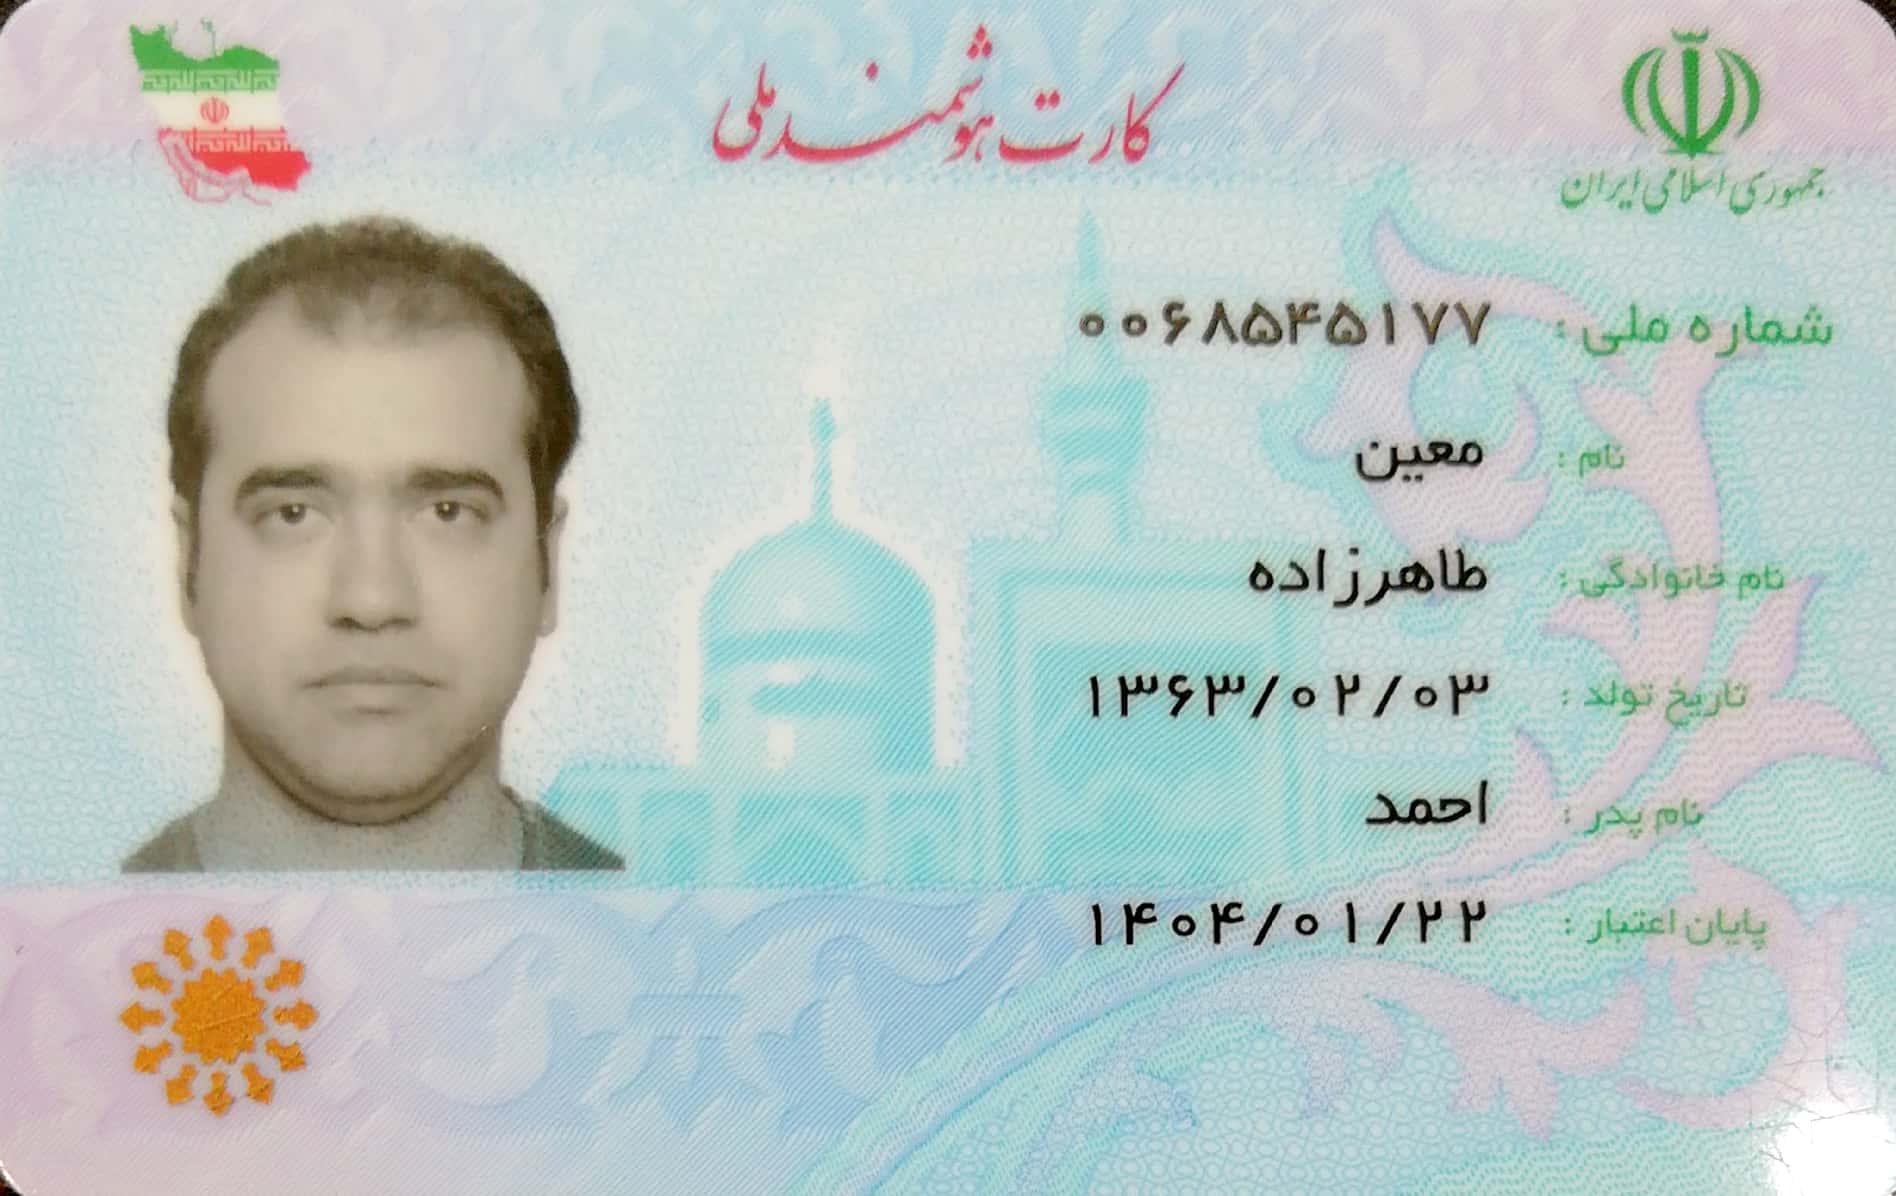 کارت هوشمند ملی
جمهوری اسلامی ایران
شماره ملی : ۰۰۶۸۵۴۵۱۷۷
نام : معین
نام خانوادگی : طاهرزاده
تاریخ تولد : ۱۳۶۳/۰۲/۰۳
نام پدر : احمد
پایان اعتبار : ۱۴۰۴/۰۱/۲۲